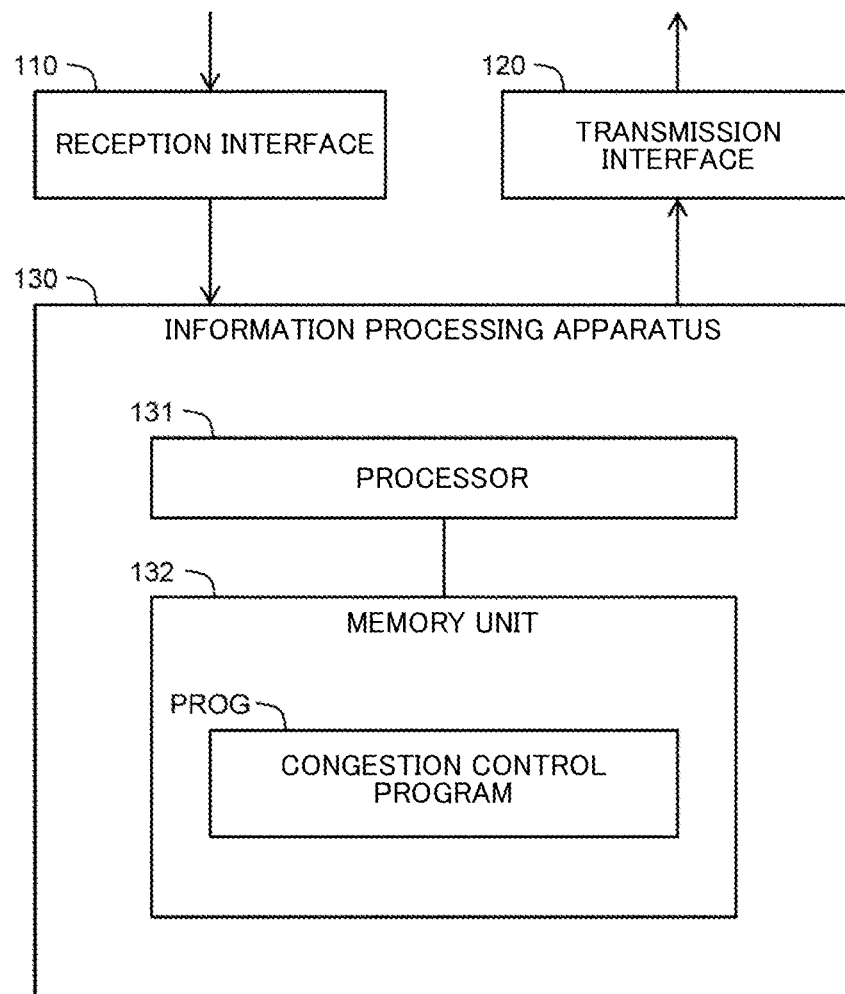 110
120
RECEPTION INTERFACE
TRANSMISSION
INTERFACE
130
INFORMATION PROCESSING APPARATUS
131
PROCESSOR
132
MEMORY UNIT
PROG
CONGESTION CONTROL
PROGRAM